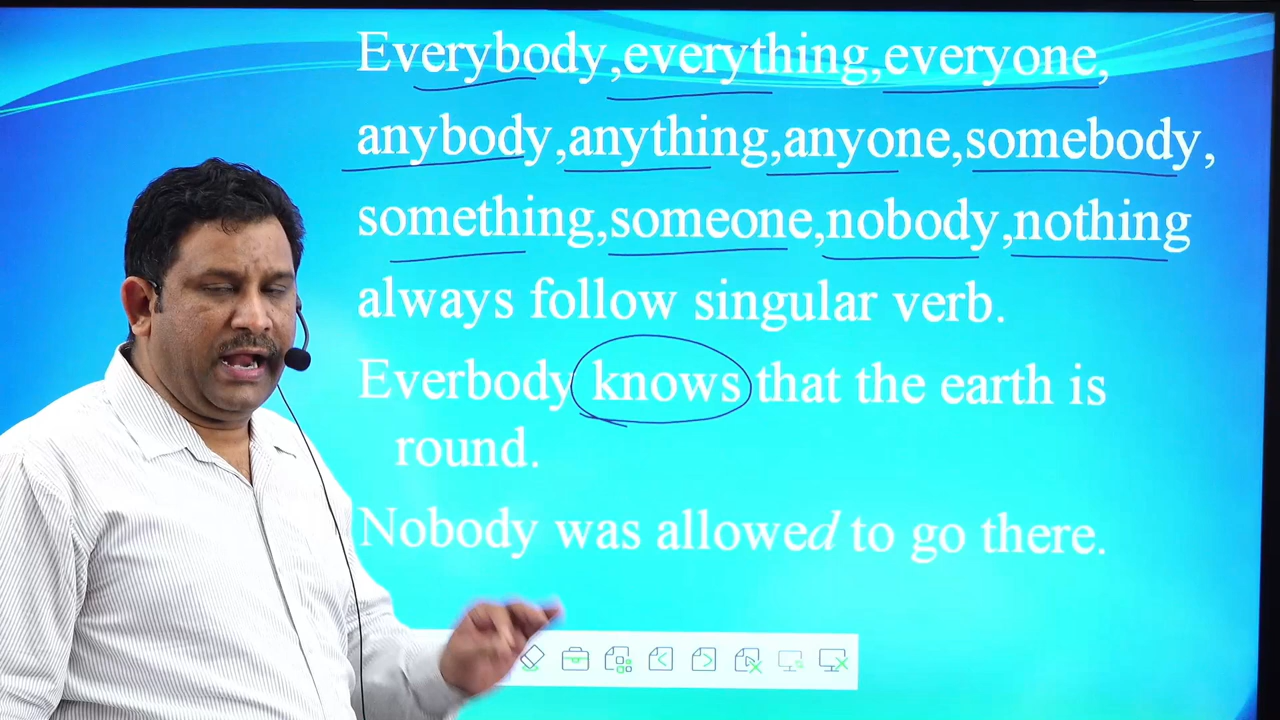 Everybody,everything,everyone,
anybody,anything,anyone,somebody,
something,someone,nobody,nothing
always follow singular verb.
Everbody knows that the earth is
round.
Nobody was allowed to go there.